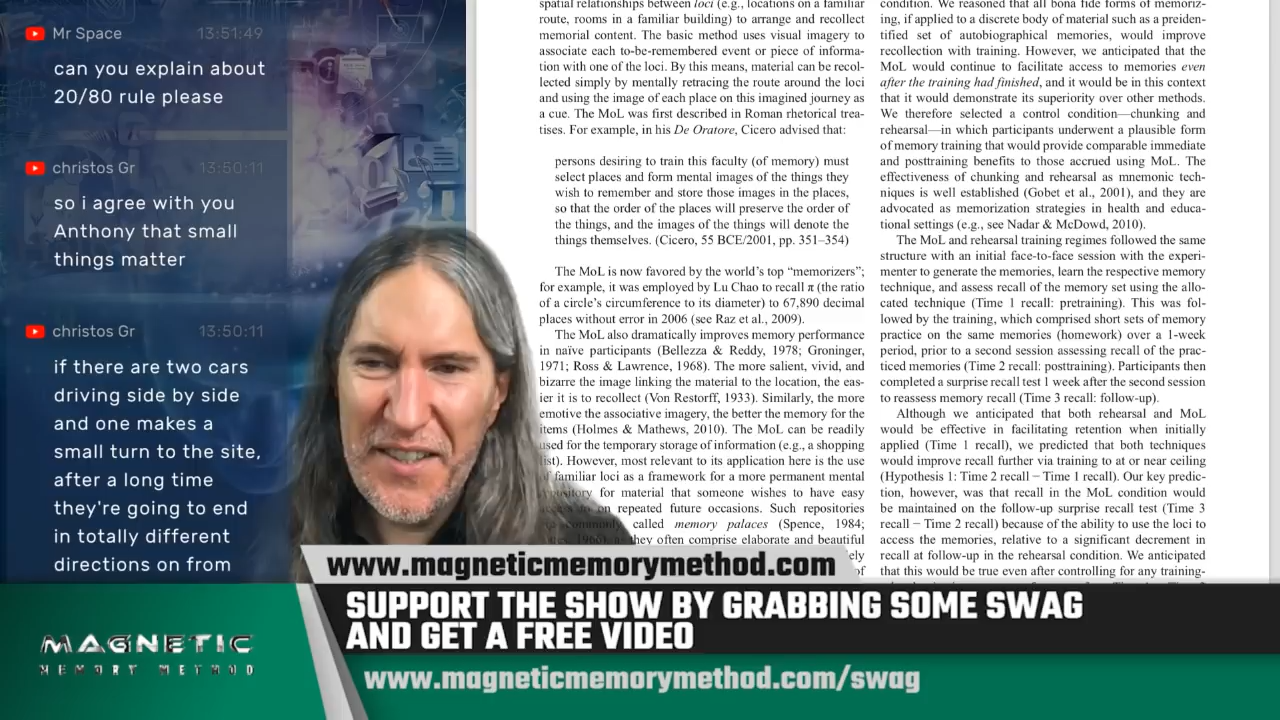 Mr Space 13:51:49
can you explain about
20/80 rule please
christos Gr 13:50:11
so i agree with you
Anthony that small
things matter
christos Gr 13:50:11
if there are two cars
driving side by side
and one makes a
small turn to the site,
after a long time
they're going to end
in totally different
directions on from
spatial relationships between loci (e.g., locations on a familiar
route, rooms in a familiar building) to arrange and recollect
memorial content. The basic method uses visual imagery to
associate each to-be-remembered event or piece of informa-
tion with one of the loci. By this means, material can be recol-
lected simply by mentally retracing the route around the loci
and using the image of each place on this imagined journey as
a cue. The MoL was first described in Roman rhetorical trea-
tises. For example, in his De Oratore, Cicero advised that:
persons desiring to train this faculty (of memory) must
select places and form mental images of the things they
wish to remember and store those images in the places,
so that the order of the places will preserve the order of
the things, and the images of the things will denote the
things themselves. (Cicero, 55 BCE/2001, pp. 351–354)
The MoL is now favored by the world's top “memorizers”;
for example, it was employed by Lu Chao to recall π (the ratio
of a circle's circumference to its diameter) to 67,890 decimal
places without error in 2006 (see Raz et al., 2009).
The MoL also dramatically improves memory performance
in naïve participants (Bellezza & Reddy, 1978; Groninger,
1971; Ross & Lawrence, 1968). The more salient, vivid, and
bizarre the image linking the material to the location, the eas-
ier it is to recollect (Von Restorff, 1933). Similarly, the more
emotive the associative imagery, the better the memory for the
items (Holmes & Mathews, 2010). The MoL can be readily
used for the temporary storage of information (e.g., a shopping
list). However, most relevant to its application here is the use
of familiar loci as a framework for a more permanent mental
repository for material that someone wishes to have easy
access to on repeated future occasions. Such repositories
commonly called memory palaces (Spence, 1984;
1966), as they often comprise elaborate and beautiful
condition. We reasoned that all bona fide forms of memoriz-
ing, if applied to a discrete body of material such as a preiden-
tified set of autobiographical memories, would improve
recollection with training. However, we anticipated that the
MoL would continue to facilitate access to memories even
after the training had finished, and it would be in this context
that it would demonstrate its superiority over other methods.
We therefore selected a control condition—chunking and
rehearsal—in which participants underwent a plausible form
of memory training that would provide comparable immediate
and posttraining benefits to those accrued using MoL. The
effectiveness of chunking and rehearsal as mnemonic tech-
niques is well established (Gobet et al., 2001), and they are
advocated as memorization strategies in health and educa-
tional settings (e.g., see Nadar & McDowd, 2010).
The MoL and rehearsal training regimes followed the same
structure with an initial face-to-face session with the experi-
menter to generate the memories, learn the respective memory
technique, and assess recall of the memory set using the allo-
cated technique (Time 1 recall: pretraining). This was fol-
lowed by the training, which comprised short sets of memory
practice on the same memories (homework) over a 1-week
period, prior to a second session assessing recall of the prac-
ticed memories (Time 2 recall: posttraining). Participants then
completed a surprise recall test 1 week after the second session
to reassess memory recall (Time 3 recall: follow-up).
Although we anticipated that both rehearsal and MoL
would be effective in facilitating retention when initially
applied (Time 1 recall), we predicted that both techniques
would improve recall further via training to at or near ceiling
(Hypothesis 1: Time 2 recall − Time 1 recall). Our key predic-
tion, however, was that recall in the MoL condition would
be maintained on the follow-up surprise recall test (Time 3
recall − Time 2 recall) because of the ability to use the loci to
access the memories, relative to a significant decrement in
recall at follow-up in the rehearsal condition. We anticipated
that this would be true even after controlling for any training-
www.magneticmemorymethod.com
SUPPORT THE SHOW BY GRABBING SOME SWAG
AND GET A FREE VIDEO
www.magneticmemorymethod.com/swag
MAGNETIC
MEMORY METHOD